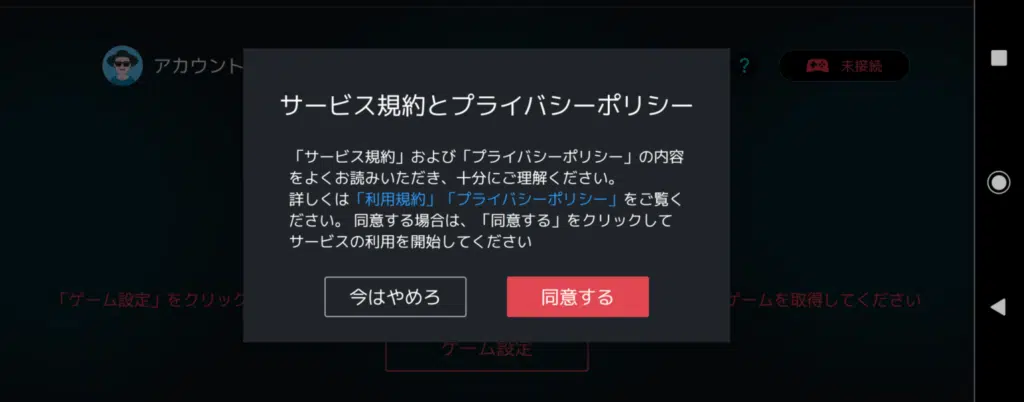 アカウント
?
未接続
サービス規約とプライバシーポリシー
「サービス規約」および「プライバシーポリシー」の内容
をよくお読みいただき、十分にご理解ください。
詳しくは「利用規約」「プライバシーポリシー」をご覧く
ださい。 同意する場合は、「同意する」をクリックして
サービスの利用を開始してください
今はやめろ
同意する
「ゲーム設定」をクリック
ゲームを取得してください
ゲーム設定